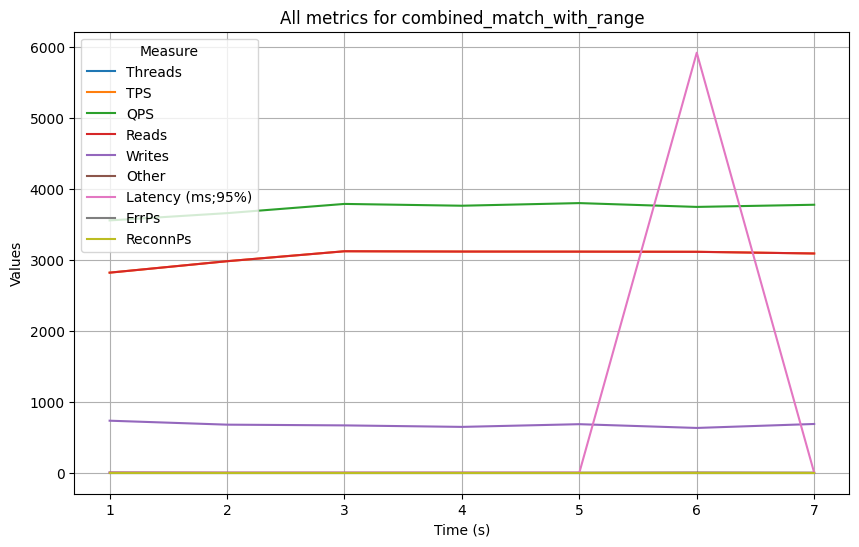 All metrics for combined_match_with_range
Measure
Threads
TPS
QPS
Reads
Writes
Other
Latency (ms;95%)
ErrPs
ReconnPs
Values
6000
5000
4000
3000
2000
1000
0
1 2 3 4 5 6 7
Time (s)